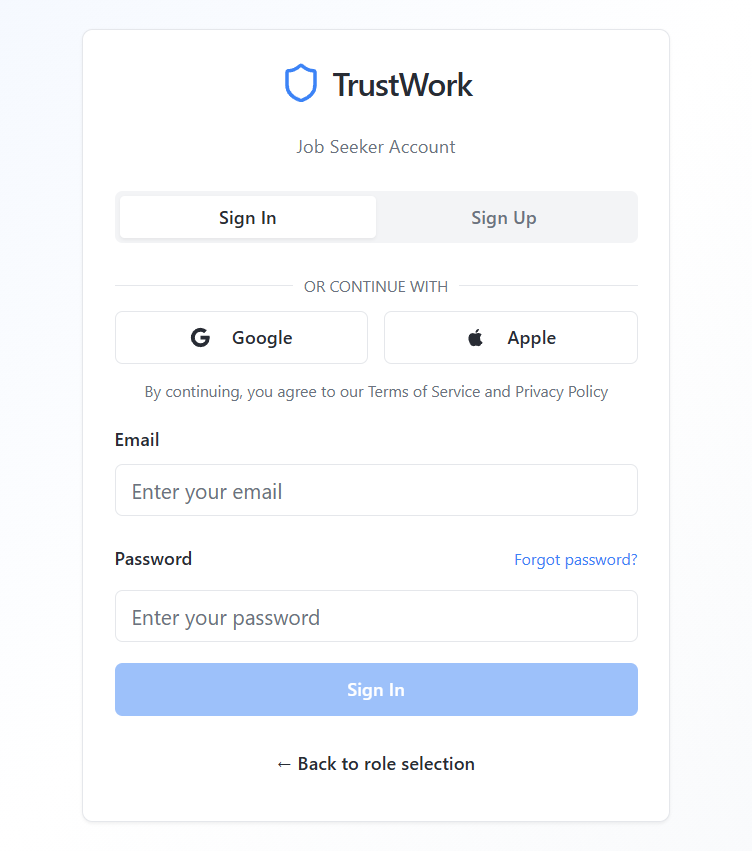 TrustWork
Job Seeker Account
Sign In Sign Up
OR CONTINUE WITH
Google Apple
By continuing, you agree to our Terms of Service and Privacy Policy
Email
Enter your email
Password Forgot password?
Enter your password
Sign In
← Back to role selection